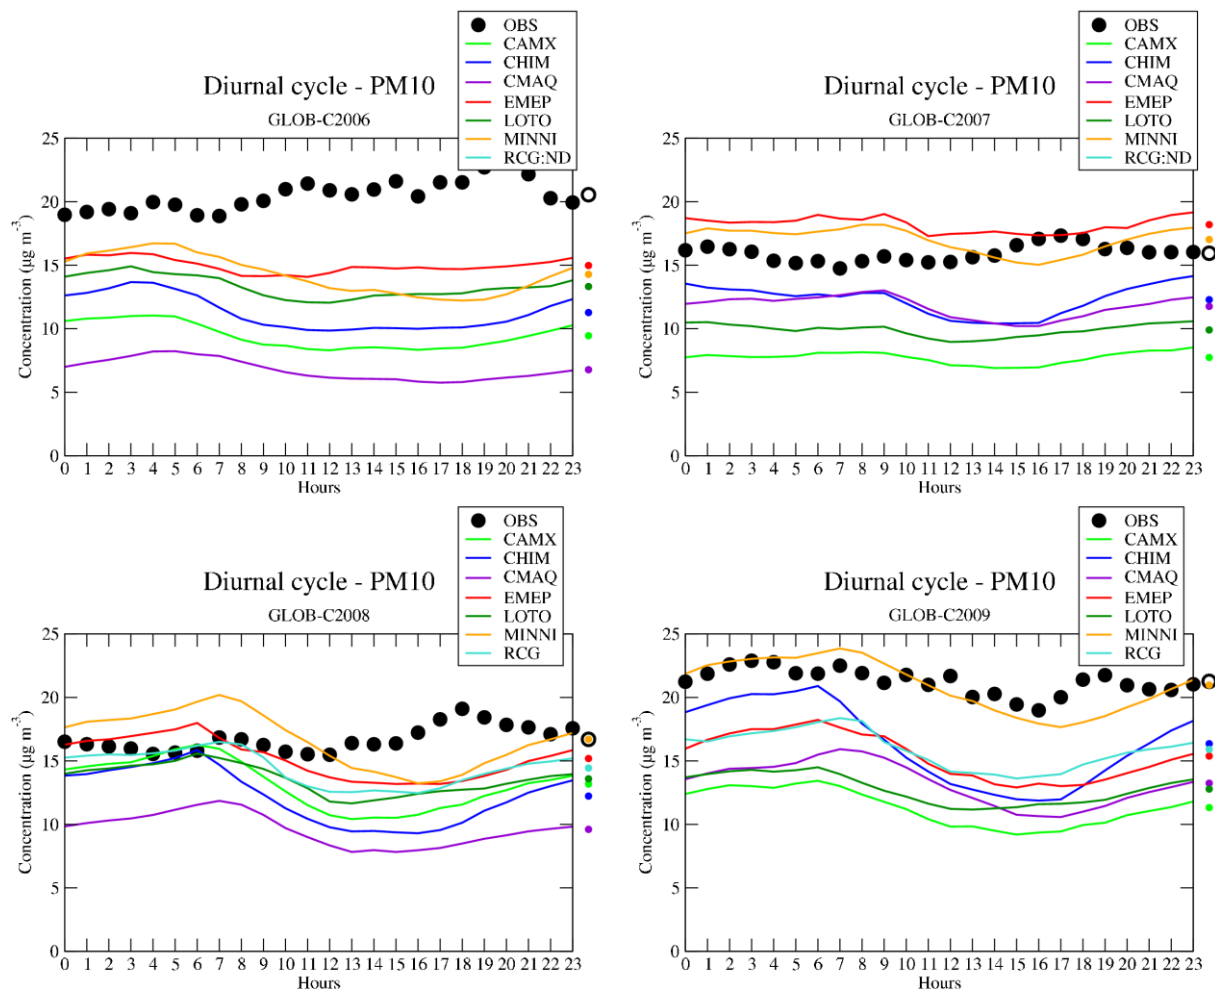 OBS
CAMX
CHIM
CMAQ
EMEP
LOTO
MINNI
RCG:ND
Diurnal cycle - PM10
GLOB-C2006
Concentration (µg m⁻³)
25
20
15
10
5
0
0 1 2 3 4 5 6 7 8 9 10 11 12 13 14 15 16 17 18 19 20 21 22 23
Hours
OBS
CAMX
CHIM
CMAQ
EMEP
LOTO
MINNI
RCG:ND
Diurnal cycle - PM10
GLOB-C2007
Concentration (µg m⁻³)
25
20
15
10
5
0
0 1 2 3 4 5 6 7 8 9 10 11 12 13 14 15 16 17 18 19 20 21 22 23
Hours
OBS
CAMX
CHIM
CMAQ
EMEP
LOTO
MINNI
RCG
Diurnal cycle - PM10
GLOB-C2008
Concentration (µg m⁻³)
25
20
15
10
5
0
0 1 2 3 4 5 6 7 8 9 10 11 12 13 14 15 16 17 18 19 20 21 22 23
Hours
OBS
CAMX
CHIM
CMAQ
EMEP
LOTO
MINNI
RCG
Diurnal cycle - PM10
GLOB-C2009
Concentration (µg m⁻³)
25
20
15
10
5
0
0 1 2 3 4 5 6 7 8 9 10 11 12 13 14 15 16 17 18 19 20 21 22 23
Hours